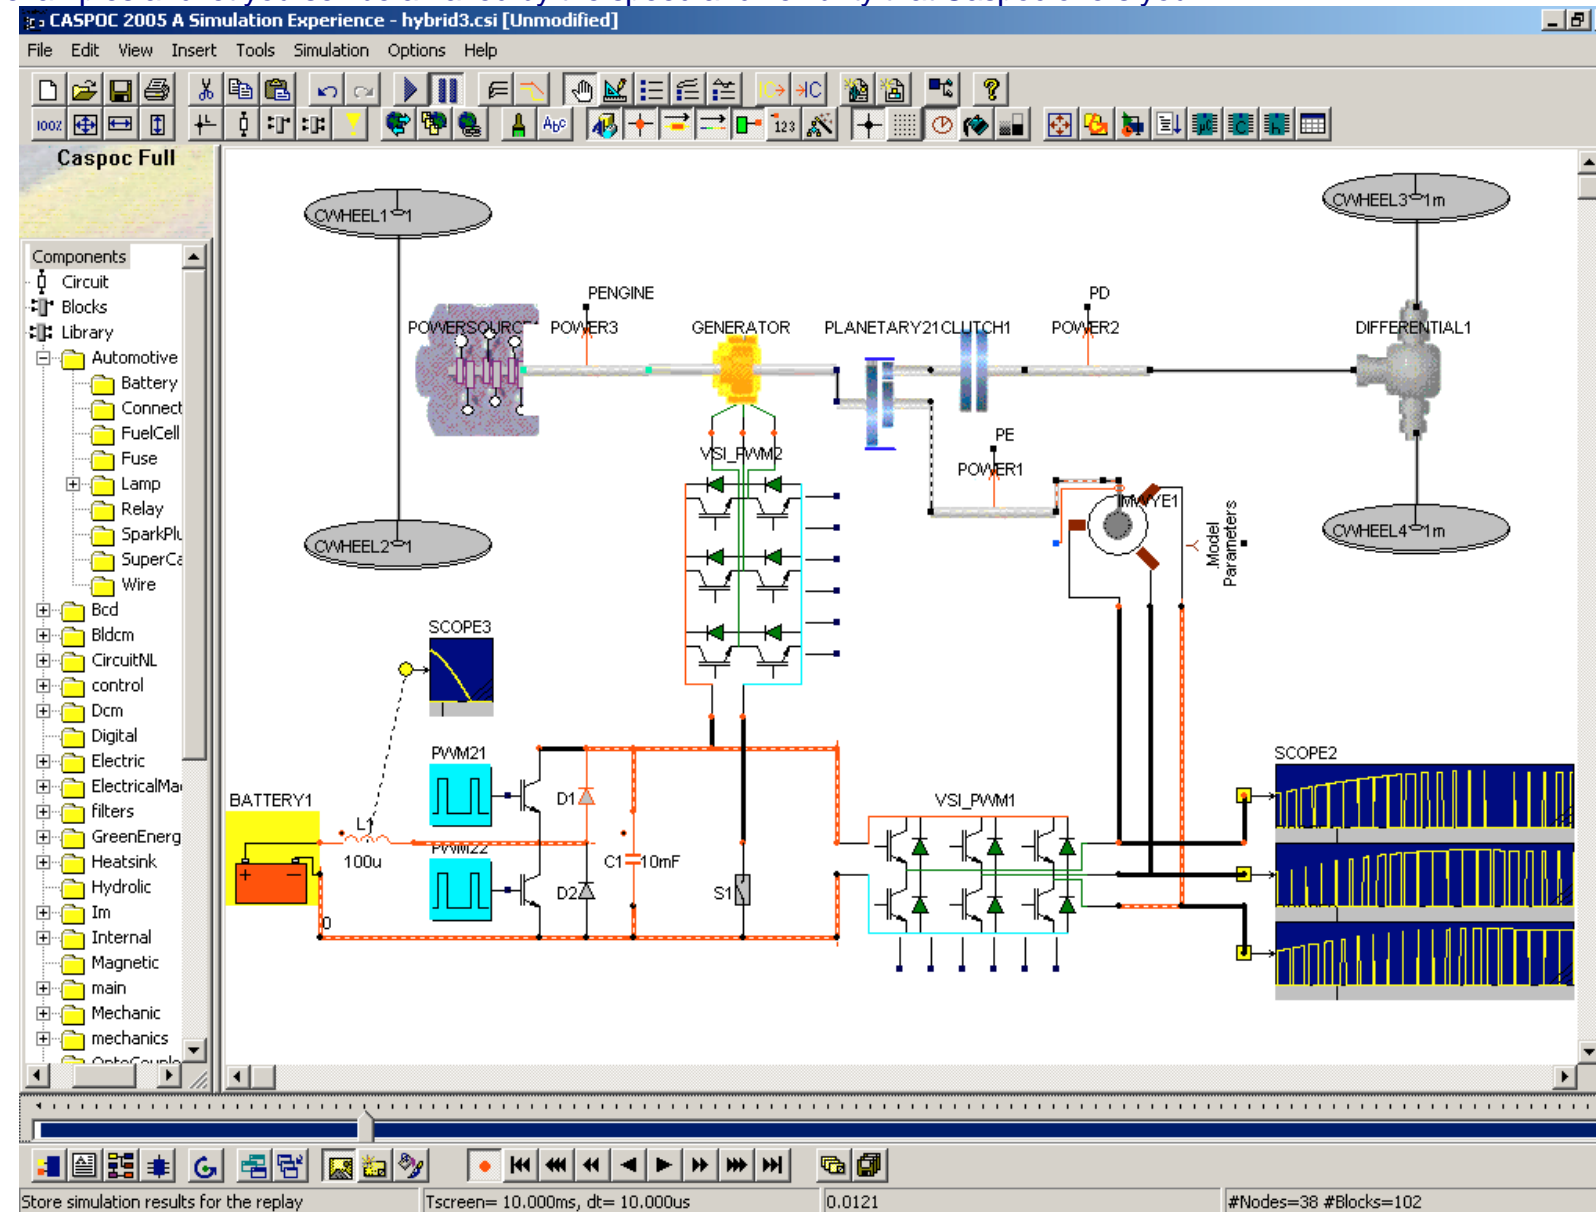 CASPOC 2005 A Simulation Experience - hybrid3.csi [Unmodified]
File Edit View Insert Tools Simulation Options Help
100%
Abc
123
Caspoc Full
Components
Circuit
Blocks
Library
Automotive
Battery
Connect
FuelCell
Fuse
Lamp
Relay
SparkPlu
SuperCa
Wire
Bcd
Bldcm
CircuitNL
control
Dcm
Digital
Electric
ElectricalMa
filters
GreenEnerg
Heatsink
Hydrolic
Im
Internal
Magnetic
main
Mechanic
mechanics
CWHEEL1 1
CWHEEL3 1m
PENGINE
PD
POWERSOURCE
POWER3
GENERATOR
PLANETARY21
CLUTCH1
POWER2
DIFFERENTIAL1
PE
VSI_PWM2
POWER1
IMWYE1
Model
Parameters
CWHEEL2 1
CWHEEL4 1m
SCOPE3
PWM21
SCOPE2
BATTERY1
D1
VSI_PWM1
L1
100u
PWM22
C1 10mF
D2
S1
0
Store simulation results for the replay
Tscreen= 10.000ms, dt= 10.000us
0.0121
#Nodes=38 #Blocks=102